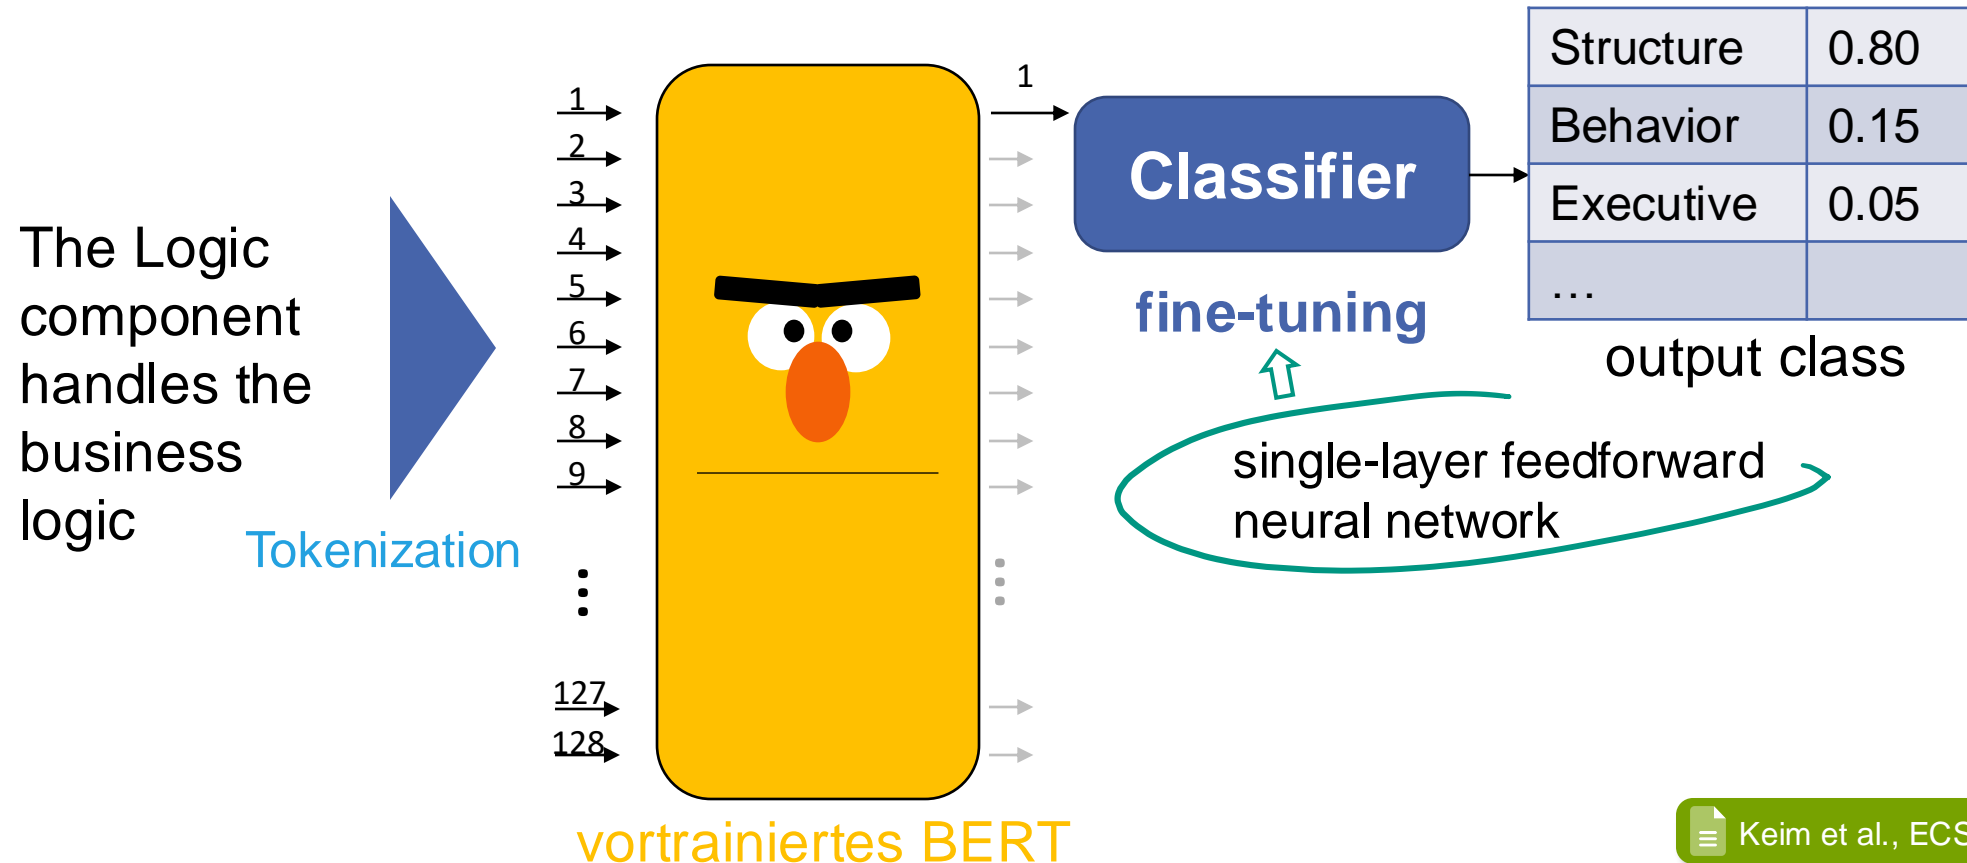 The Logic
component
handles the
business
logic
Tokenization
1
2
3
4
5
6
7
8
9
127
128
vortrainiertes BERT
1
Classifier
fine-tuning
single-layer feedforward
neural network
Structure 0.80
Behavior 0.15
Executive 0.05
…
output class
Keim et al., ECS